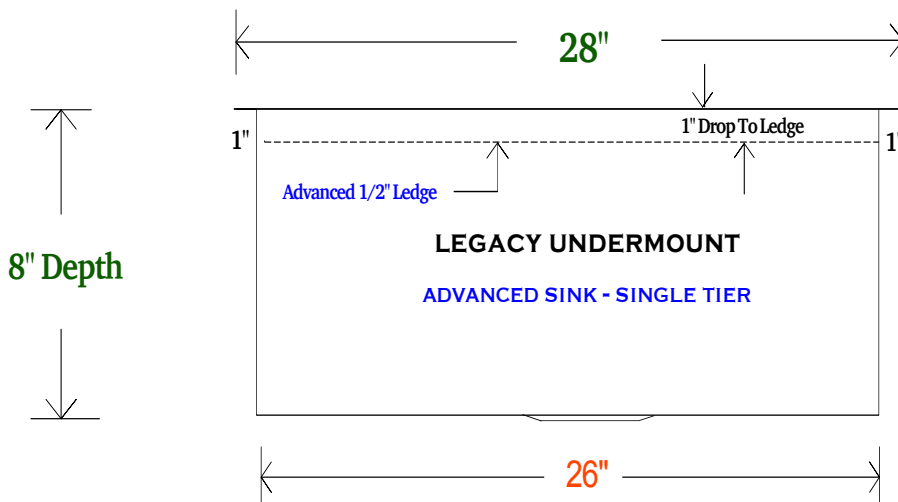 28"
1" Drop To Ledge
1"
1"
Advanced 1/2" Ledge
LEGACY UNDERMOUNT
8" Depth
ADVANCED SINK - SINGLE TIER
26"